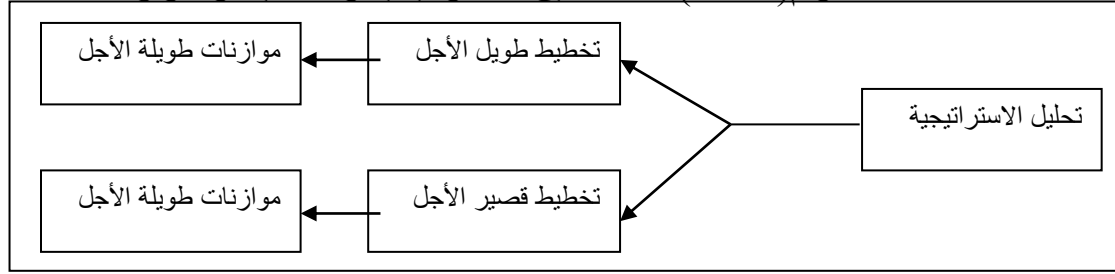 تحليل الاستراتيجية
تخطيط طويل الأجل
موازنات طويلة الأجل
تخطيط قصير الأجل
موازنات طويلة الأجل